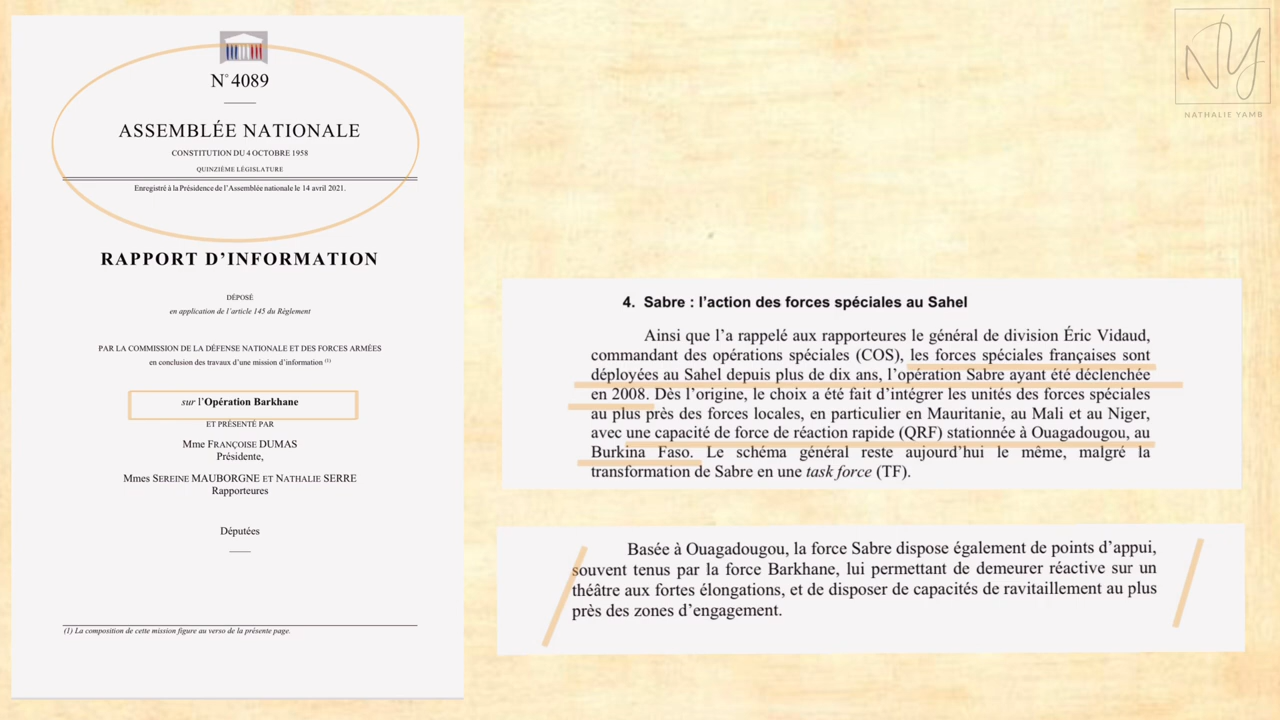 N° 4089
ASSEMBLÉE NATIONALE
CONSTITUTION DU 4 OCTOBRE 1958
QUINZIÈME LÉGISLATURE
Enregistré à la Présidence de l’Assemblée nationale le 14 avril 2021.
RAPPORT D’INFORMATION
DÉPOSÉ
en application de l’article 145 du Règlement
PAR LA COMMISSION DE LA DÉFENSE NATIONALE ET DES FORCES ARMÉES
en conclusion des travaux d’une mission d’information (1)
sur l’Opération Barkhane
ET PRÉSENTÉ PAR
Mme FRANÇOISE DUMAS
Présidente,
Mmes SEREINE MAUBORGNE ET NATHALIE SERRE
Rapporteures
Députées
(1) La composition de cette mission figure au verso de la présente page.
NY
NATHALIE YAMB
4. Sabre : l’action des forces spéciales au Sahel
Ainsi que l’a rappelé aux rapporteures le général de division Éric Vidaud,
commandant des opérations spéciales (COS), les forces spéciales françaises sont
déployées au Sahel depuis plus de dix ans, l’opération Sabre ayant été déclenchée
en 2008. Dès l’origine, le choix a été fait d’intégrer les unités des forces spéciales
au plus près des forces locales, en particulier en Mauritanie, au Mali et au Niger,
avec une capacité de force de réaction rapide (QRF) stationnée à Ouagadougou, au
Burkina Faso. Le schéma général reste aujourd’hui le même, malgré la
transformation de Sabre en une task force (TF).
Basée à Ouagadougou, la force Sabre dispose également de points d’appui,
souvent tenus par la force Barkhane, lui permettant de demeurer réactive sur un
théâtre aux fortes élongations, et de disposer de capacités de ravitaillement au plus
près des zones d’engagement.